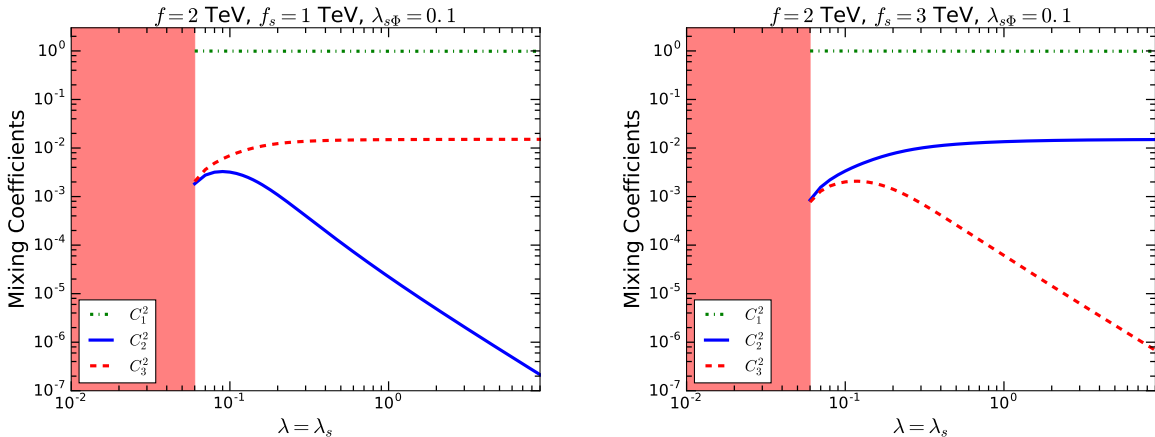 f=2 TeV, f_s=1 TeV, λ_{sΦ}=0.1
Mixing Coefficients
10^0
10^{-1}
10^{-2}
10^{-3}
10^{-4}
10^{-5}
10^{-6}
10^{-7}
C_1^2
C_2^2
C_3^2
10^{-2} 10^{-1} 10^0
λ=λ_s
f=2 TeV, f_s=3 TeV, λ_{sΦ}=0.1
Mixing Coefficients
10^0
10^{-1}
10^{-2}
10^{-3}
10^{-4}
10^{-5}
10^{-6}
10^{-7}
C_1^2
C_2^2
C_3^2
10^{-2} 10^{-1} 10^0
λ=λ_s